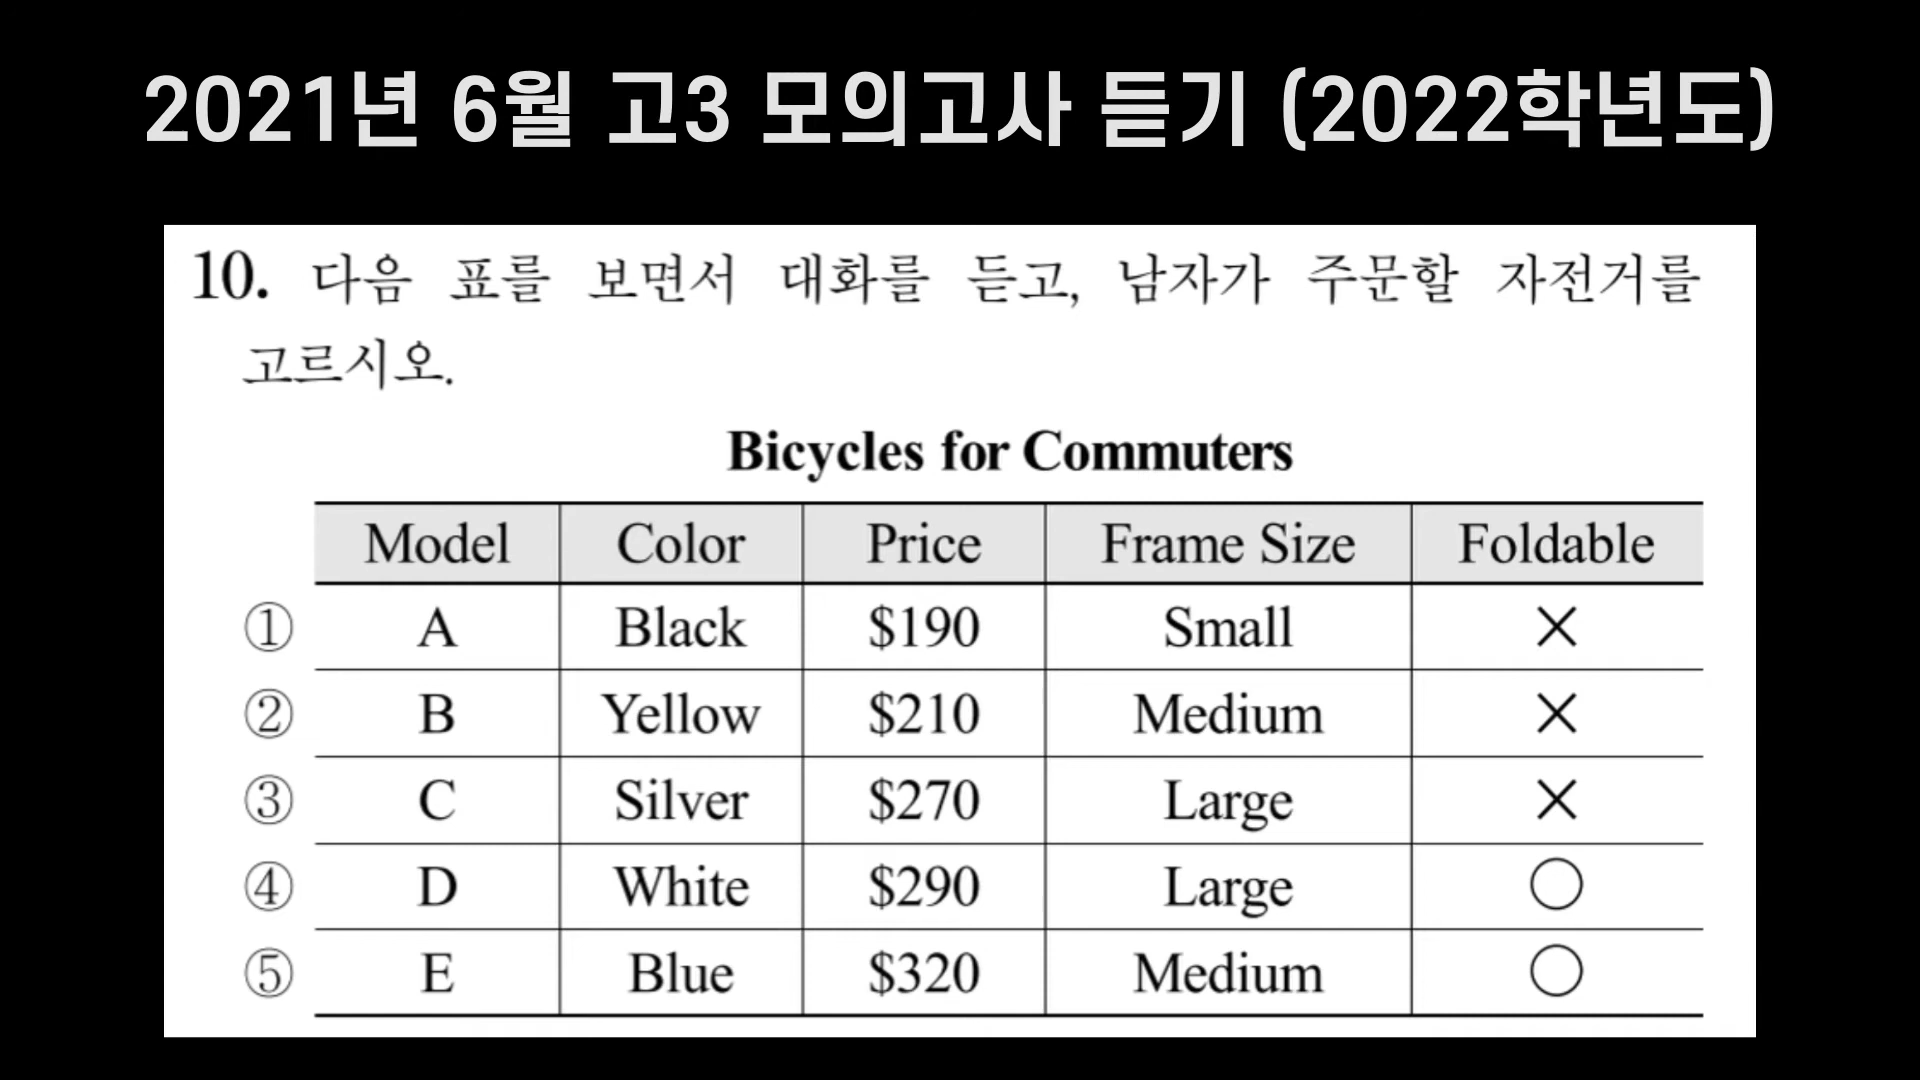 2021년 6월 고3 모의고사 듣기 (2022학년도)
10. 다음 표를 보면서 대화를 듣고, 남자가 주문할 자전거를
고르시오.
Bicycles for Commuters
Model Color Price Frame Size Foldable
① A Black $190 Small ×
② B Yellow $210 Medium ×
③ C Silver $270 Large ×
④ D White $290 Large ○
⑤ E Blue $320 Medium ○